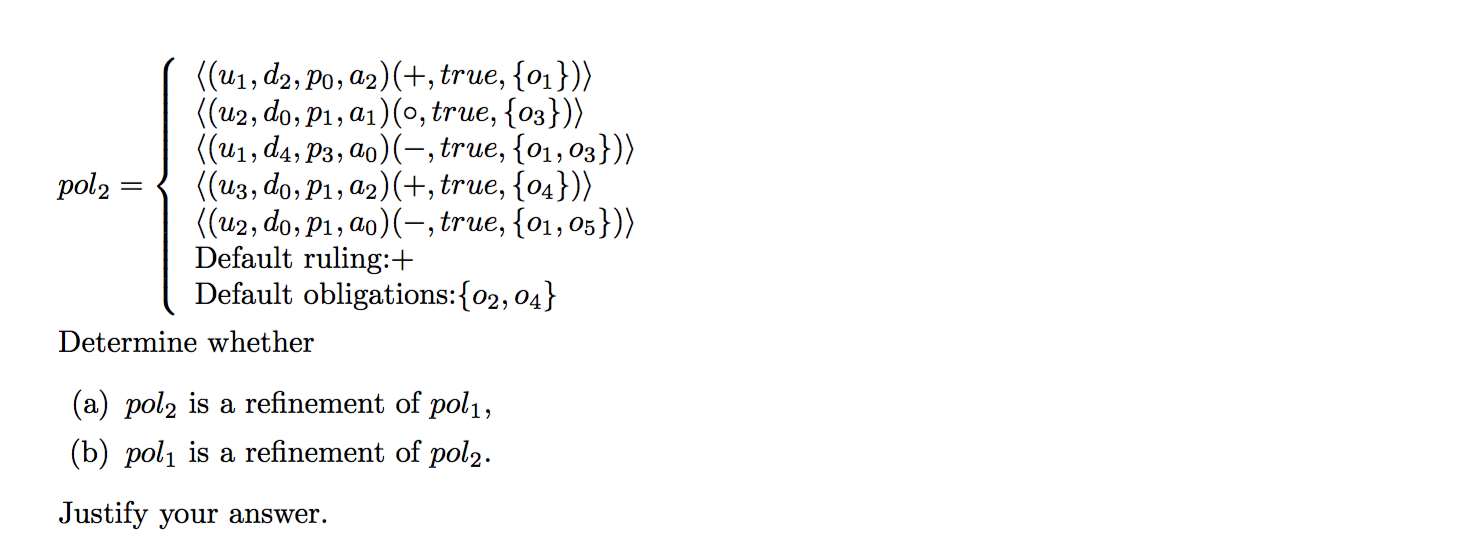 ⟨(u₁, d₂, p₀, a₂)(+, true, {o₁})⟩
⟨(u₂, d₀, p₁, a₁)(∘, true, {o₃})⟩
⟨(u₁, d₄, p₃, a₀)(−, true, {o₁, o₃})⟩
pol₂ = { ⟨(u₃, d₀, p₁, a₂)(+, true, {o₄})⟩
⟨(u₂, d₀, p₁, a₀)(−, true, {o₁, o₅})⟩
Default ruling:+
Default obligations:{o₂, o₄}
Determine whether
(a) pol₂ is a refinement of pol₁,
(b) pol₁ is a refinement of pol₂.
Justify your answer.